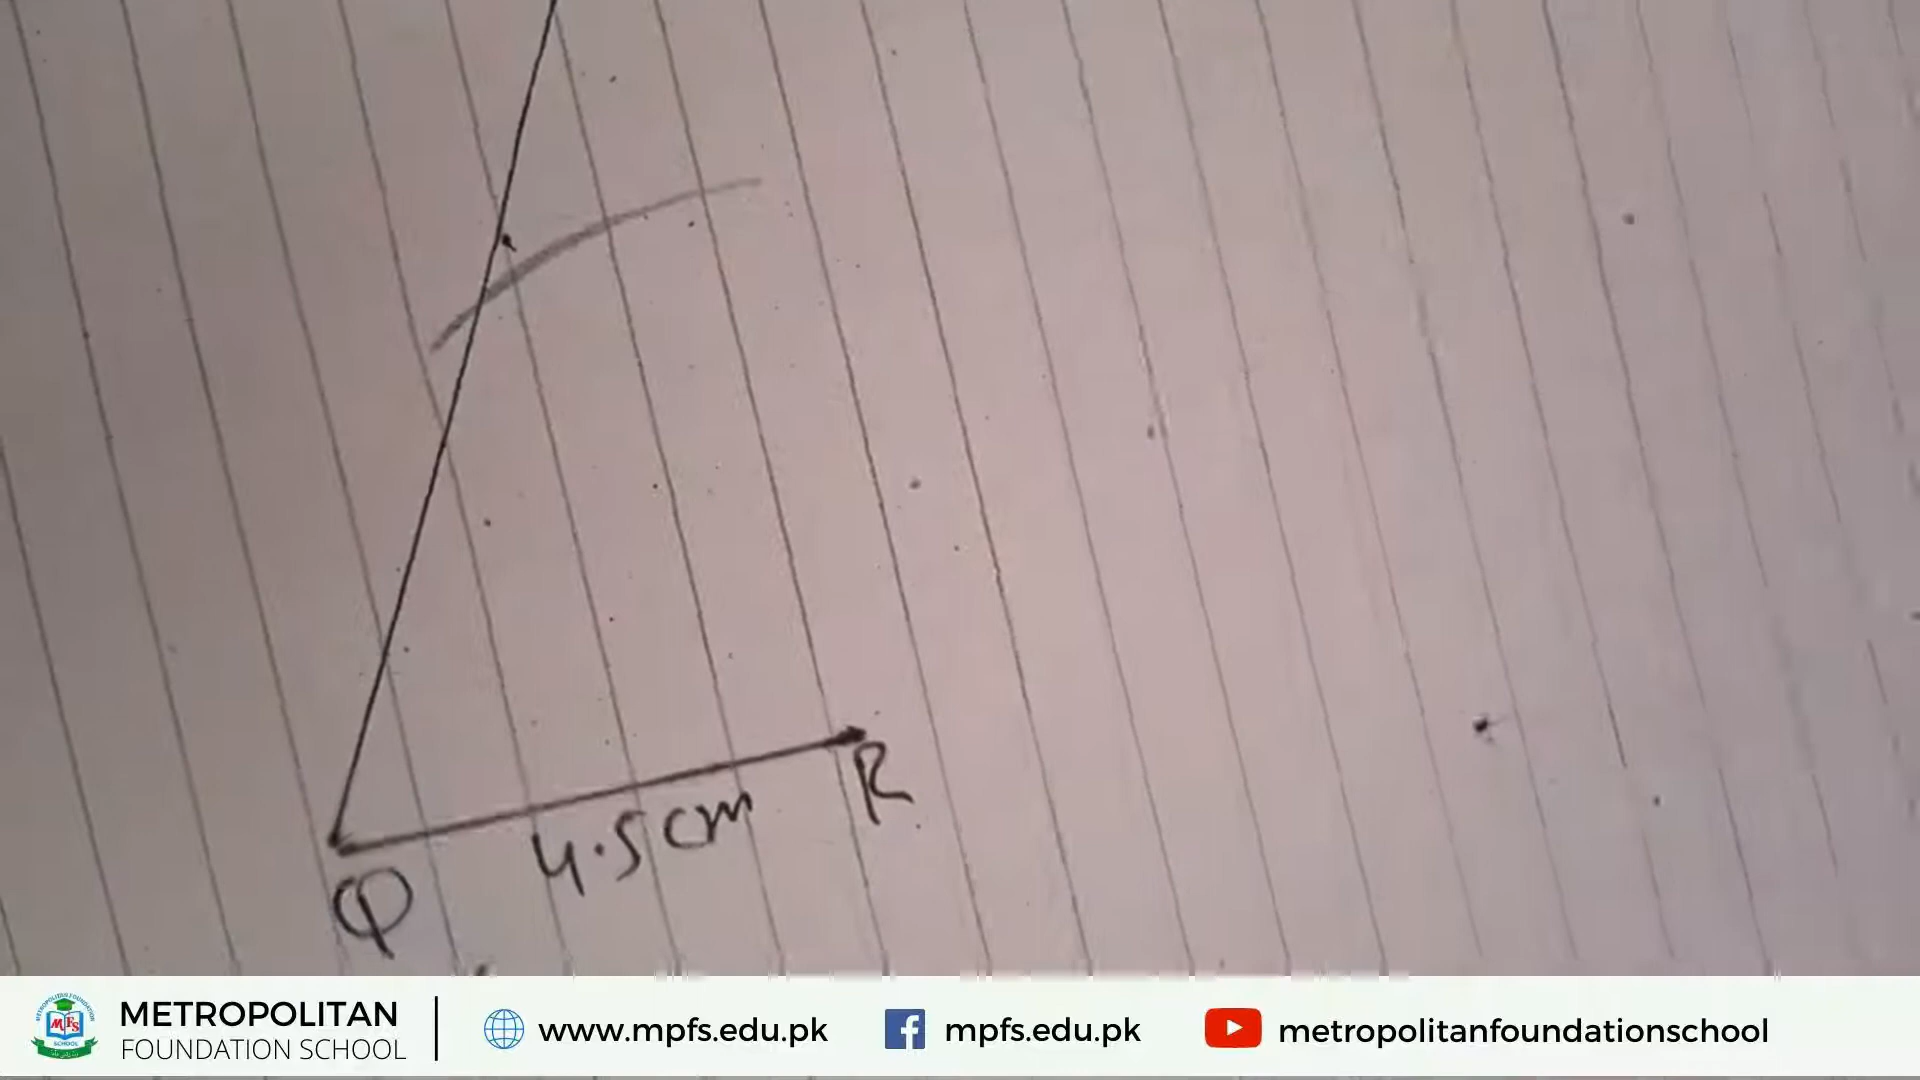 R
4.5cm
Q
METROPOLITAN
FOUNDATION SCHOOL
www.mpfs.edu.pk
mpfs.edu.pk
metropolitanfoundationschool